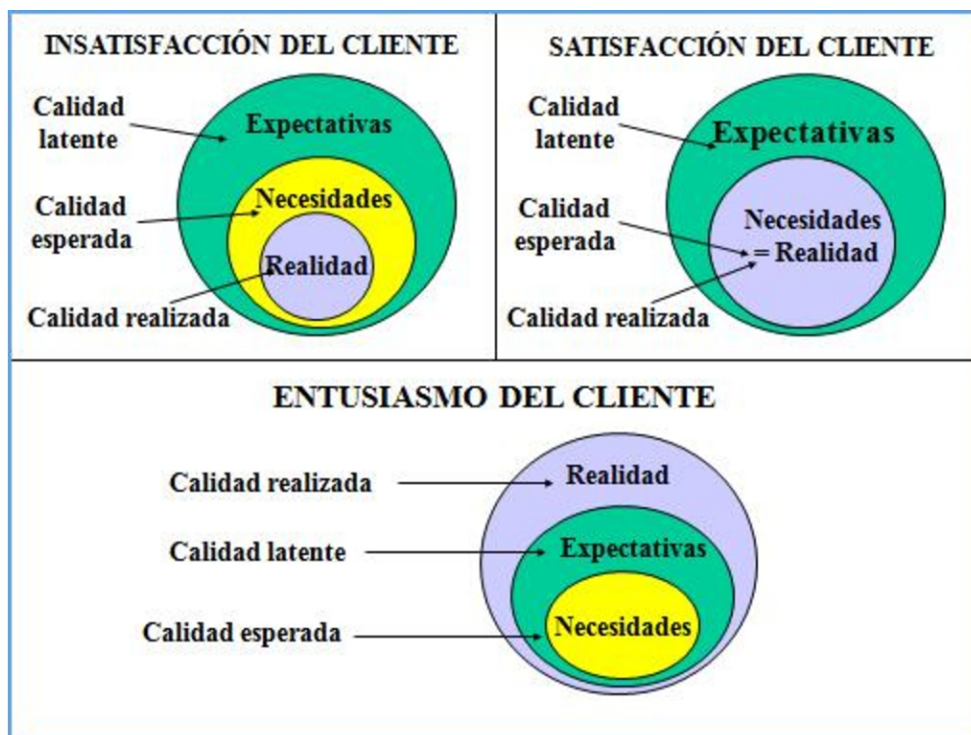 INSATISFACCIÓN DEL CLIENTE
Calidad
latente
Expectativas
Calidad
esperada
Necesidades
Realidad
Calidad realizada
SATISFACCIÓN DEL CLIENTE
Calidad
latente
Expectativas
Calidad
esperada
Necesidades
= Realidad
Calidad realizada
ENTUSIASMO DEL CLIENTE
Calidad realizada
Realidad
Calidad latente
Expectativas
Calidad esperada
Necesidades